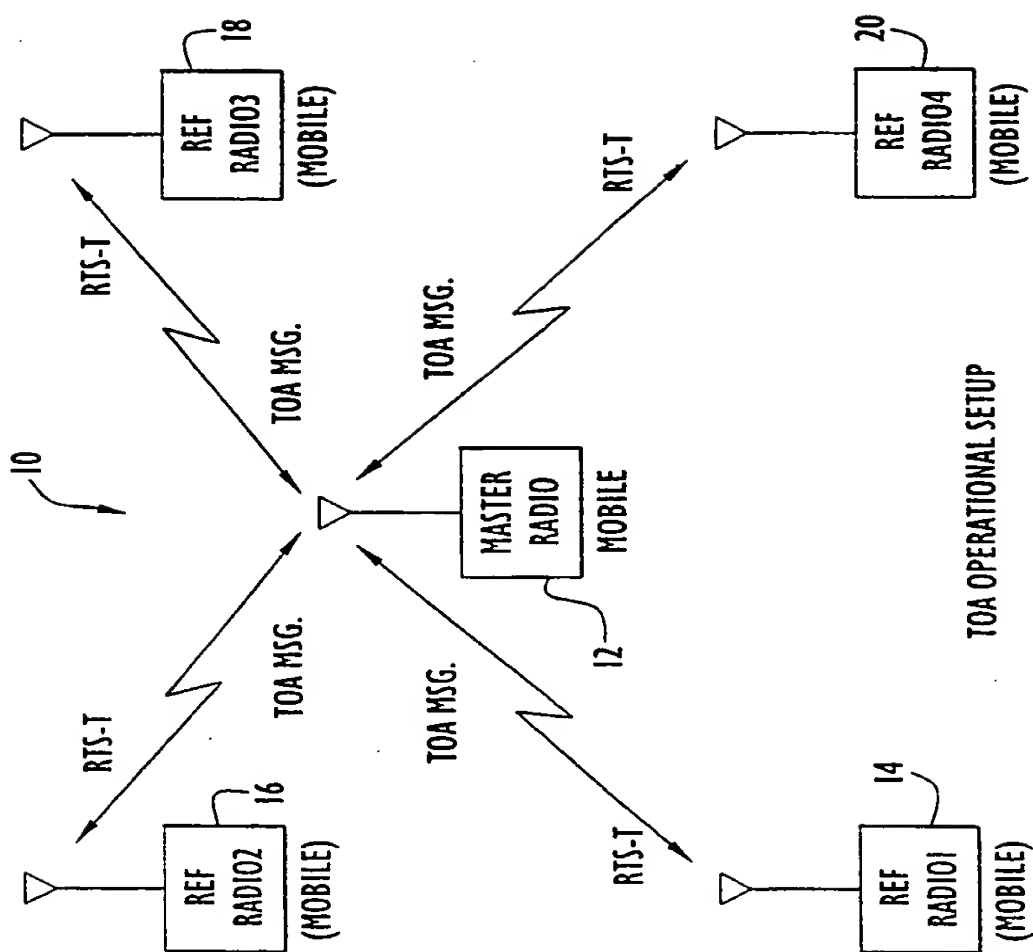 10
RTS-T
RTS-T
REF
RADIO2
16
(MOBILE)
REF
RADIO3
18
(MOBILE)
TOA MSG.
TOA MSG.
MASTER
RADIO
MOBILE
12
TOA MSG.
TOA MSG.
RTS-T
RTS-T
REF
RADIO1
14
(MOBILE)
REF
RADIO4
20
(MOBILE)
TOA OPERATIONAL SETUP